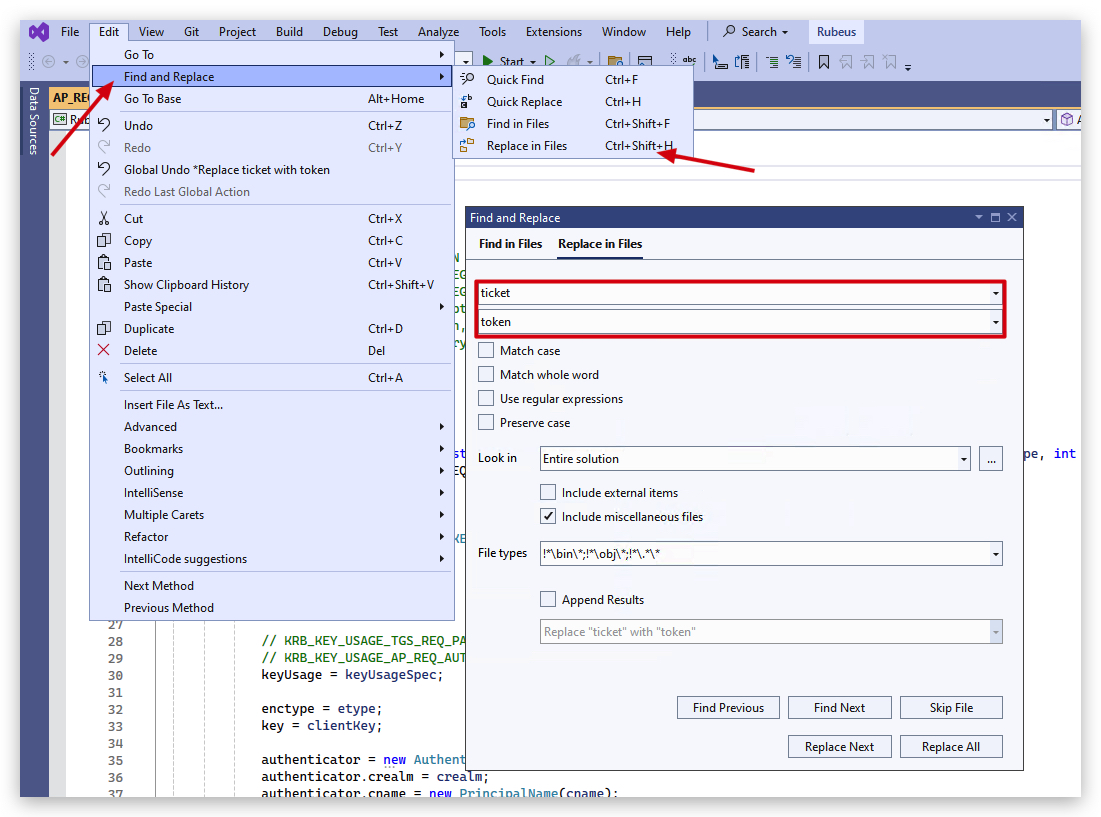 File Edit View Git Project Build Debug Test Analyze Tools Extensions Window Help Search Rubeus
Start
abc
Data Sources
AP_REQ
C# Rub
Go To
Find and Replace
Go To Base Alt+Home
Undo Ctrl+Z
Redo Ctrl+Y
Global Undo *Replace ticket with token
Redo Last Global Action
Cut Ctrl+X
Copy Ctrl+C
Paste Ctrl+V
Show Clipboard History Ctrl+Shift+V
Paste Special
Duplicate Ctrl+D
Delete Del
Select All Ctrl+A
Insert File As Text...
Advanced
Bookmarks
Outlining
IntelliSense
Multiple Carets
Refactor
IntelliCode suggestions
Next Method
Previous Method
Quick Find Ctrl+F
Quick Replace Ctrl+H
Find in Files Ctrl+Shift+F
Replace in Files Ctrl+Shift+H
Find and Replace
Find in Files Replace in Files
ticket
token
Match case
Match whole word
Use regular expressions
Preserve case
Look in Entire solution ...
Include external items
Include miscellaneous files
File types !*\bin\*;!*\obj\*;!*\.*\*
Append Results
Replace "ticket" with "token"
Find Previous Find Next Skip File
Replace Next Replace All
pe, int
27
28 // KRB_KEY_USAGE_TGS_REQ_PA
29 // KRB_KEY_USAGE_AP_REQ_AUT
30 keyUsage = keyUsageSpec;
31
32 enctype = etype;
33 key = clientKey;
34
35 authenticator = new Authent
36 authenticator.crealm = crealm;
37 authenticator.cname = new PrincipalName(cname);